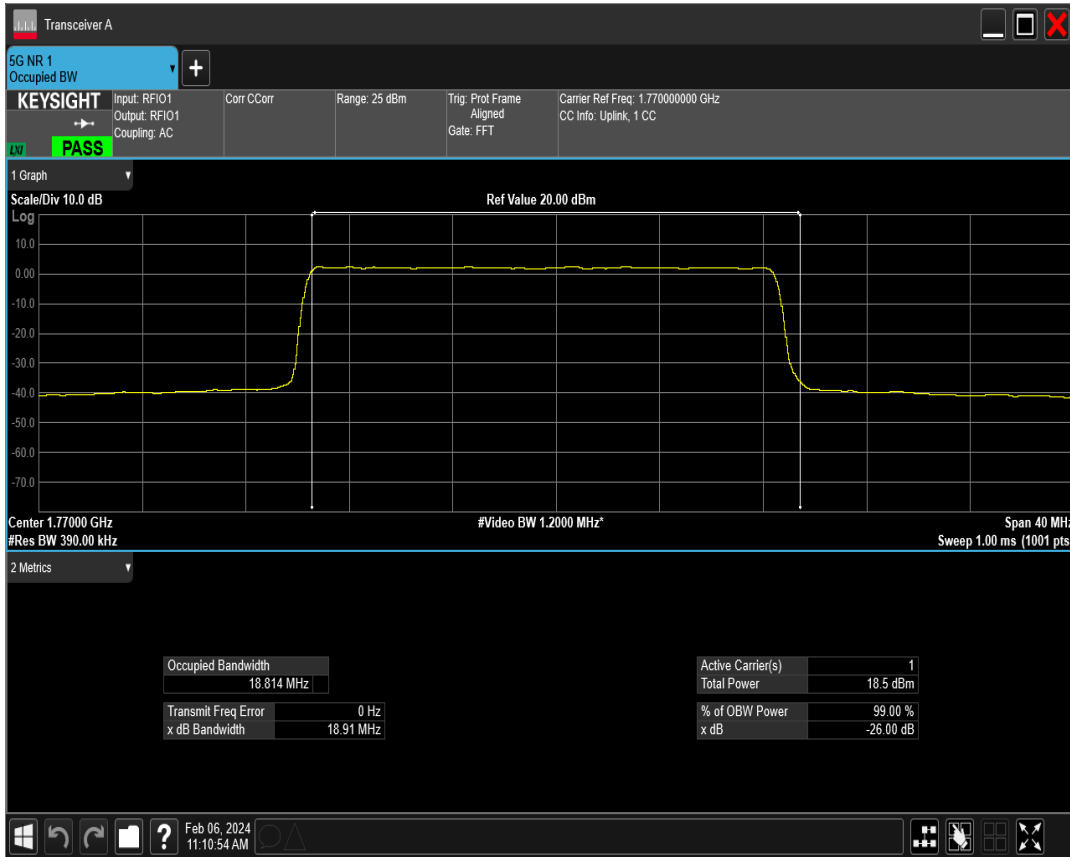 Transceiver A
5G NR 1
Occupied BW
KEYSIGHT
Input: RFIO1
Output: RFIO1
Coupling: AC
Corr CCorr
Range: 25 dBm
Trig: Prot Frame
Aligned
Gate: FFT
Carrier Ref Freq: 1.770000000 GHz
CC Info: Uplink, 1 CC
LXI
PASS
1 Graph
Scale/Div 10.0 dB
Ref Value 20.00 dBm
Log
10.0
0.00
-10.0
-20.0
-30.0
-40.0
-50.0
-60.0
-70.0
Center 1.77000 GHz
#Video BW 1.2000 MHz*
Span 40 MHz
#Res BW 390.00 kHz
Sweep 1.00 ms (1001 pts
2 Metrics
Occupied Bandwidth
18.814 MHz
Transmit Freq Error 0 Hz
x dB Bandwidth 18.91 MHz
Active Carrier(s) 1
Total Power 18.5 dBm
% of OBW Power 99.00 %
x dB -26.00 dB
?
Feb 06, 2024
11:10:54 AM